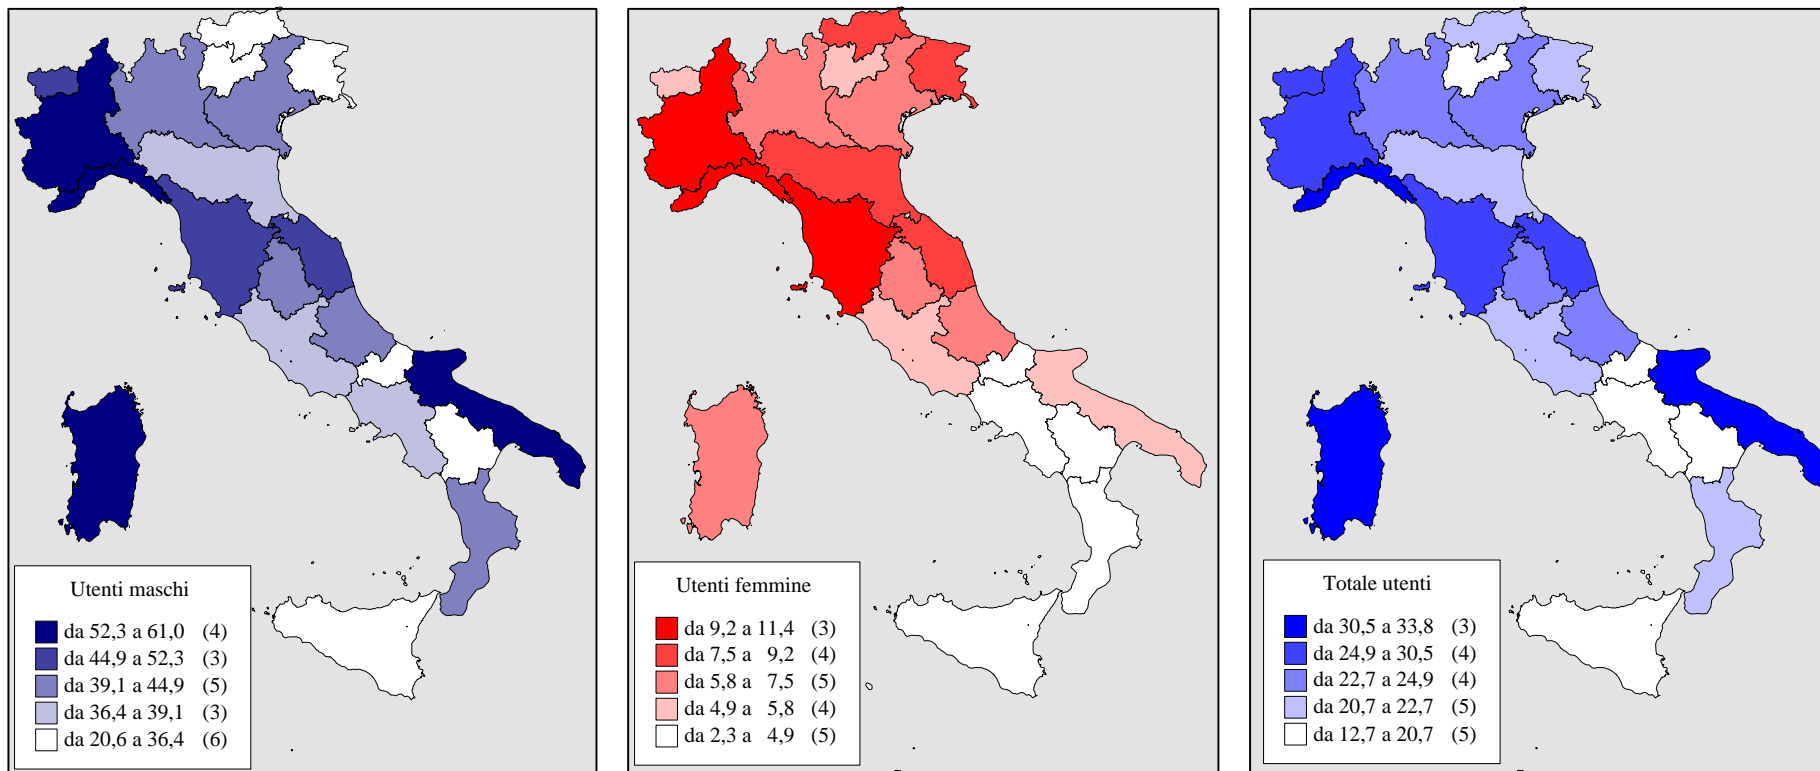 Utenti maschi
da 52,3 a 61,0 (4)
da 44,9 a 52,3 (3)
da 39,1 a 44,9 (5)
da 36,4 a 39,1 (3)
da 20,6 a 36,4 (6)
Utenti femmine
da 9,2 a 11,4 (3)
da 7,5 a 9,2 (4)
da 5,8 a 7,5 (5)
da 4,9 a 5,8 (4)
da 2,3 a 4,9 (5)
Totale utenti
da 30,5 a 33,8 (3)
da 24,9 a 30,5 (4)
da 22,7 a 24,9 (4)
da 20,7 a 22,7 (5)
da 12,7 a 20,7 (5)